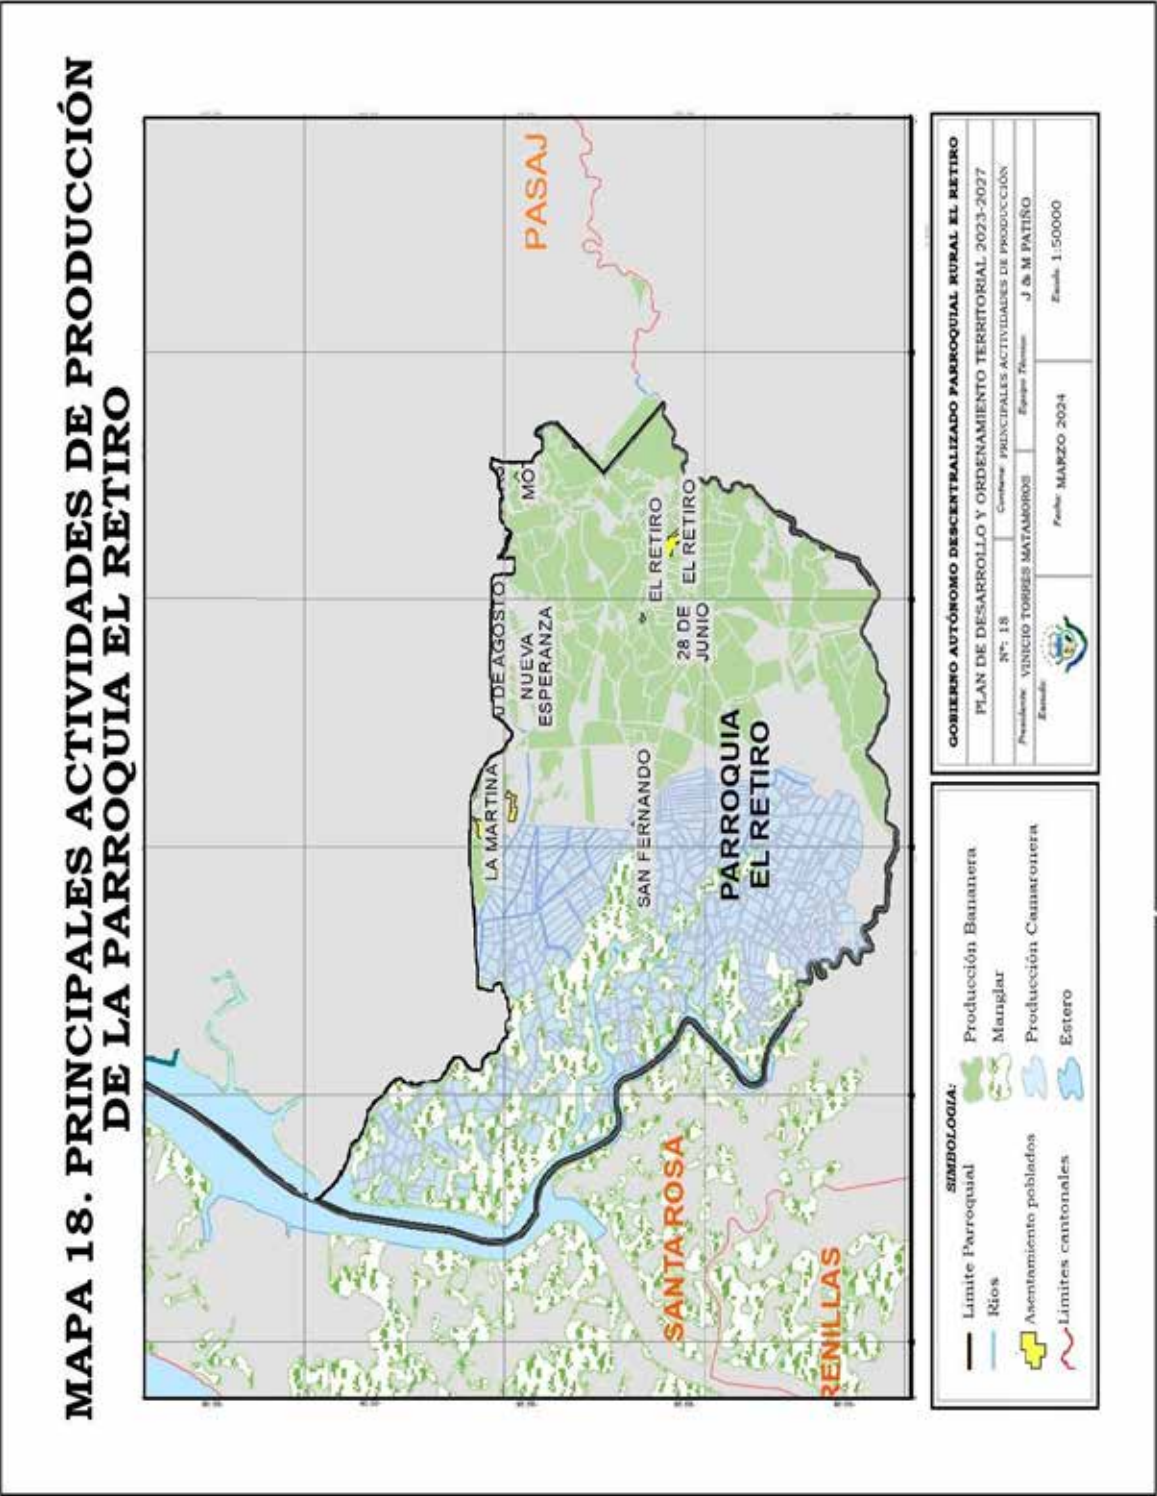 MAPA 18. PRINCIPALES ACTIVIDADES DE PRODUCCIÓN
DE LA PARROQUIA EL RETIRO
PASAJ
MO
J DE AGOSTO
NUEVA
ESPERANZA
LA MARTINA
EL RETIRO
EL RETIRO
28 DE
JUNIO
SAN FERNANDO
PARROQUIA
EL RETIRO
SANTA ROSA
RENILLAS
SIMBOLOGIA:
Limite Parroquial
Rios
Asentamiento poblados
Limites cantonales
Producción Bananera
Manglar
Producción Camaronera
Estero
GOBIERNO AUTÓNOMO DESCENTRALIZADO PARROQUIAL RURAL EL RETIRO
PLAN DE DESARROLLO Y ORDENAMIENTO TERRITORIAL 2023-2027
Nº: 18
Contiene: PRINCIPALES ACTIVIDADES DE PRODUCCIÓN
Presidente: VINICIO TORRES MATAMOROS
Equipo Técnico: J & M PATIÑO
Escudo:
Fecha: MARZO 2024
Escala: 1:50000